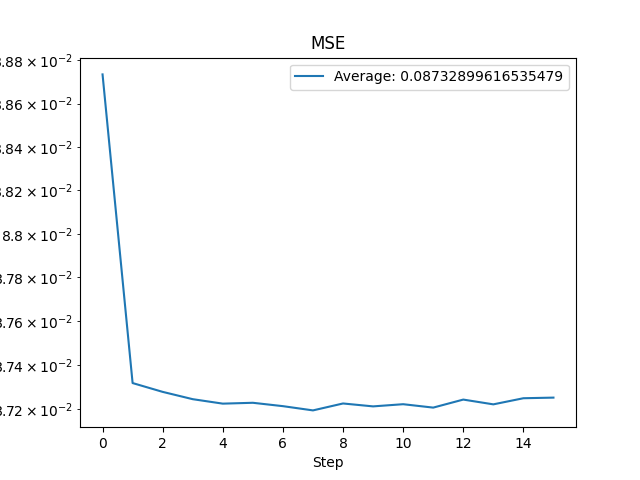 MSE
Average: 0.08732899616535479
8.88 × 10⁻²
8.86 × 10⁻²
8.84 × 10⁻²
8.82 × 10⁻²
8.8 × 10⁻²
8.78 × 10⁻²
8.76 × 10⁻²
8.74 × 10⁻²
8.72 × 10⁻²
0 2 4 6 8 10 12 14
Step